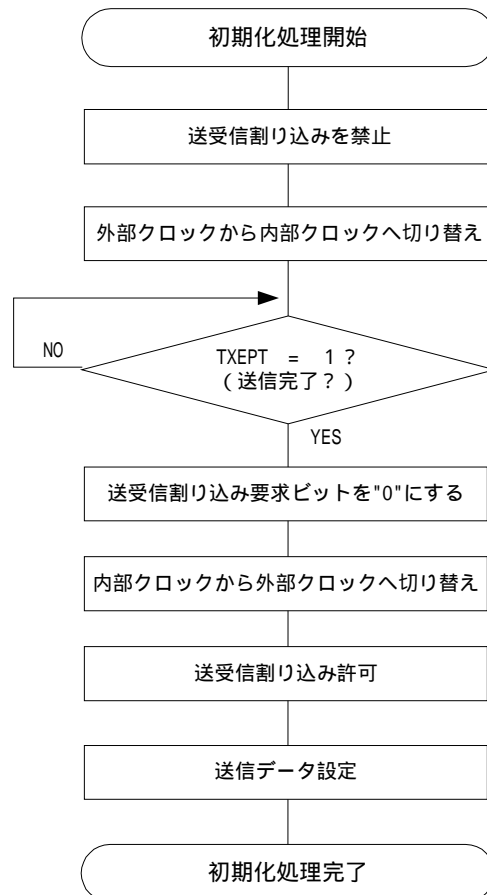 初期化処理開始
送受信割り込みを禁止
外部クロックから内部クロックへ切り替え
NO
TXEPT = 1？
（送信完了？）
YES
送受信割り込み要求ビットを"0"にする
内部クロックから外部クロックへ切り替え
送受信割り込み許可
送信データ設定
初期化処理完了